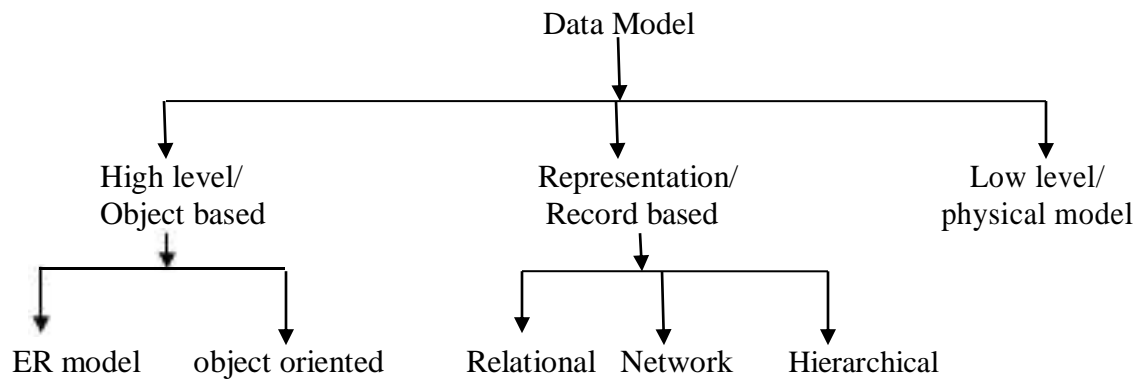 Data Model
High level/
Object based
Representation/
Record based
Low level/
physical model
ER model
object oriented
Relational
Network
Hierarchical